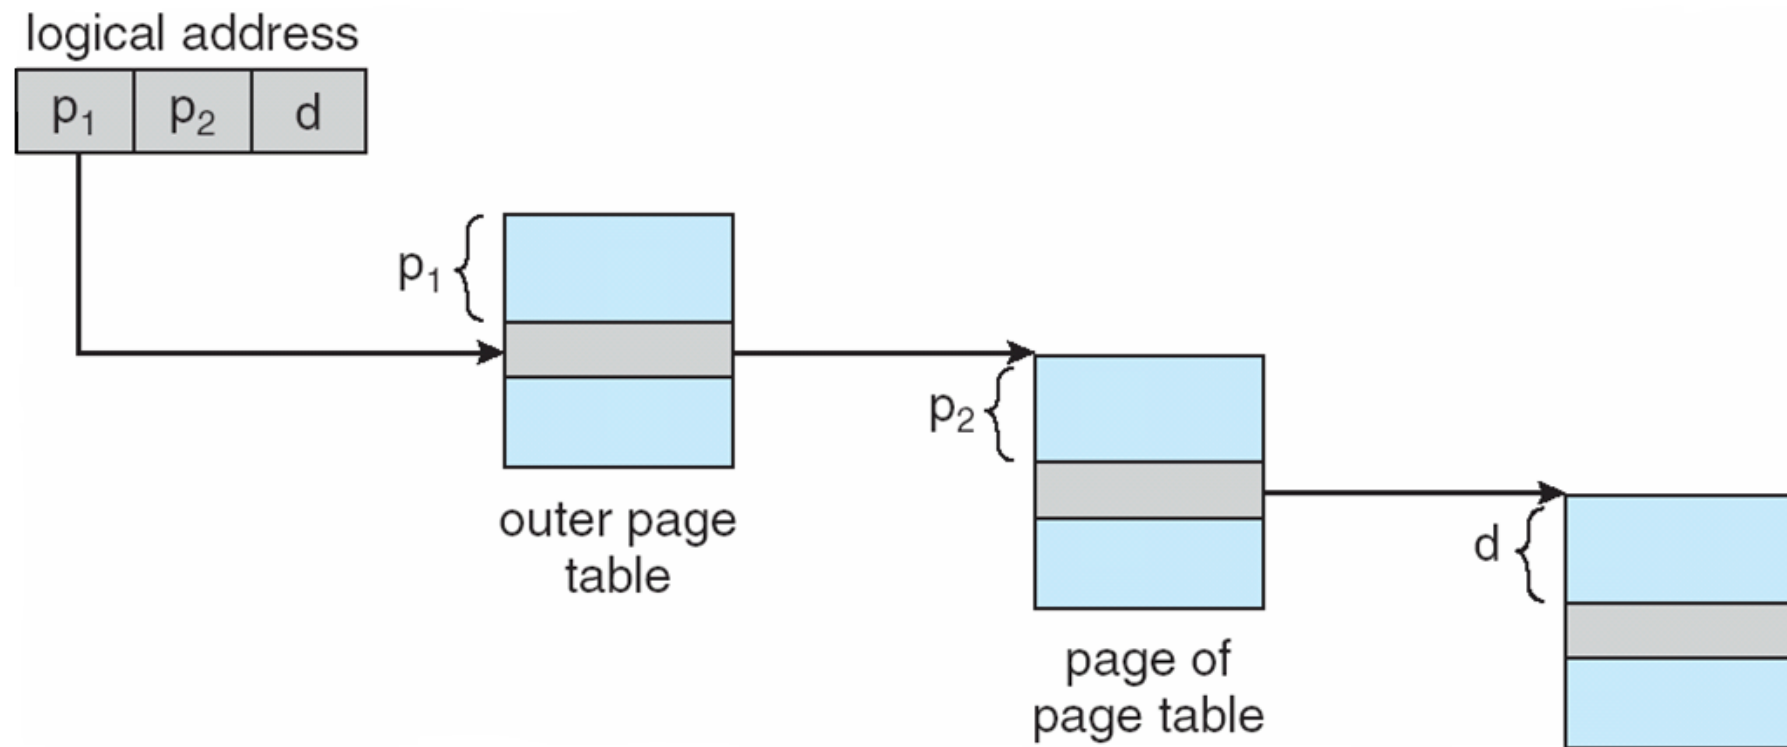 logical address
p₁ p₂ d
p₁
outer page
table
p₂
page of
page table
d